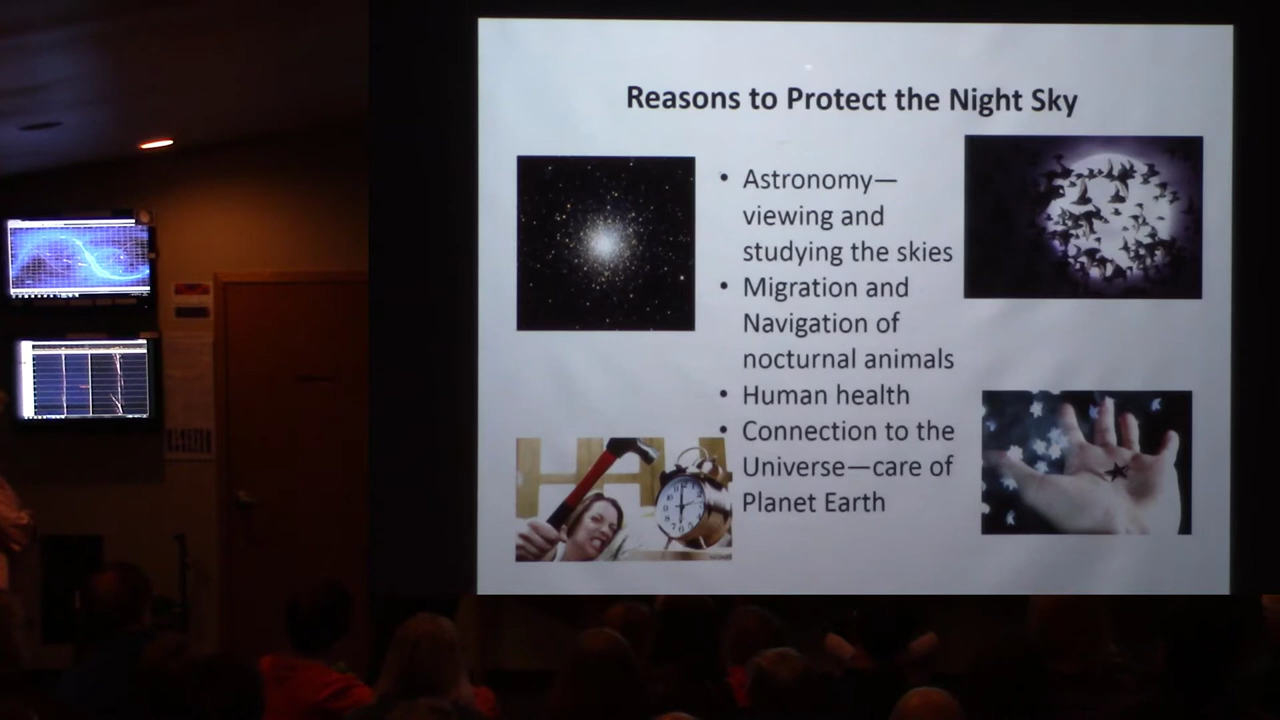 Reasons to Protect the Night Sky
• Astronomy—
viewing and
studying the skies
• Migration and
Navigation of
nocturnal animals
• Human health
• Connection to the
Universe—care of
Planet Earth